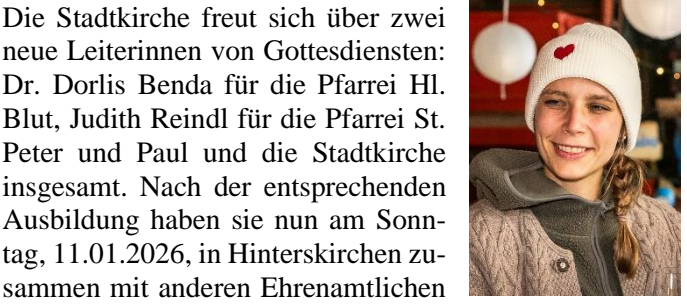 Die Stadtkirche freut sich über zwei
neue Leiterinnen von Gottesdiensten:
Dr. Dorlis Benda für die Pfarrei Hl.
Blut, Judith Reindl für die Pfarrei St.
Peter und Paul und die Stadtkirche
insgesamt. Nach der entsprechenden
Ausbildung haben sie nun am Sonn-
tag, 11.01.2026, in Hinterskirchen zu-
sammen mit anderen Ehrenamtlichen